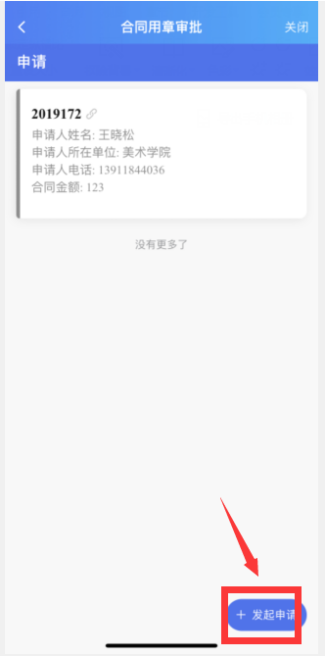 合同用章审批
关闭
申请
2019172
申请人姓名: 王晓松
申请人所在单位: 美术学院
申请人电话: 13911844036
合同金额: 123
没有更多了
+ 发起申请